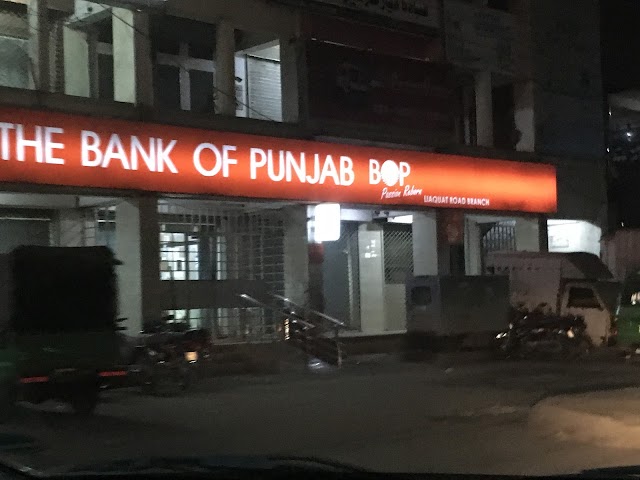 THE BANK OF PUNJAB BOP
Passion Reborn
LIAQUAT ROAD BRANCH